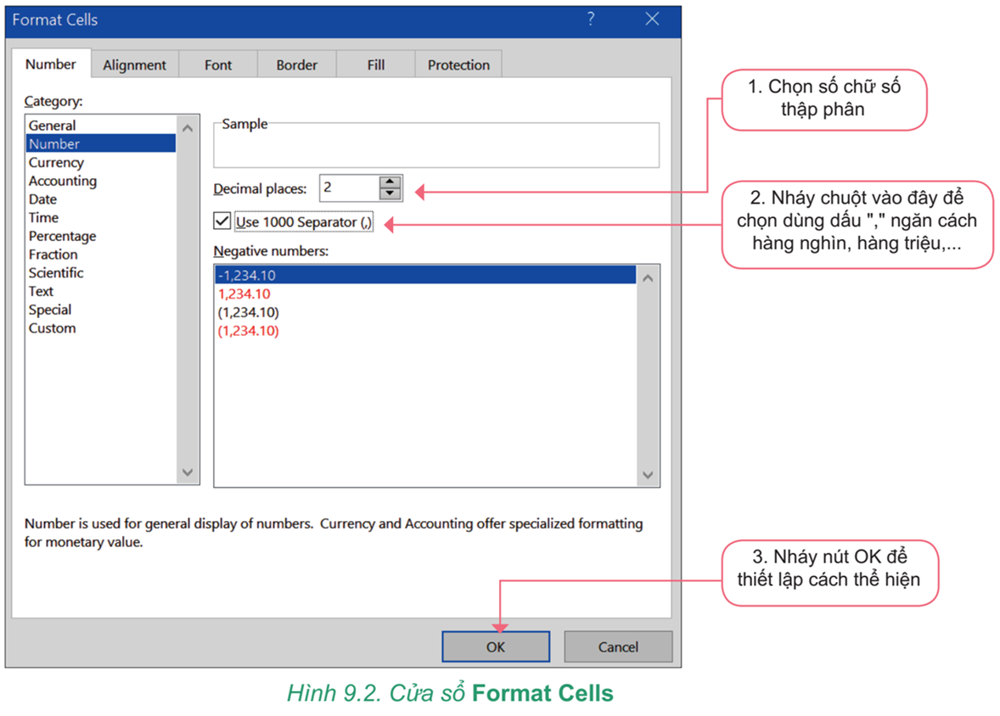 Format Cells
?
Number
Alignment
Font
Border
Fill
Protection
Category:
General
Number
Currency
Accounting
Date
Time
Percentage
Fraction
Scientific
Text
Special
Custom
Sample
Decimal places: 2
Use 1000 Separator (,)
Negative numbers:
-1,234.10
1,234.10
(1,234.10)
(1,234.10)
Number is used for general display of numbers. Currency and Accounting offer specialized formatting
for monetary value.
OK
Cancel
1. Chọn số chữ số
thập phân
2. Nháy chuột vào đây để
chọn dùng dấu "," ngăn cách
hàng nghìn, hàng triệu,...
3. Nháy nút OK để
thiết lập cách thể hiện
Hình 9.2. Cửa sổ Format Cells